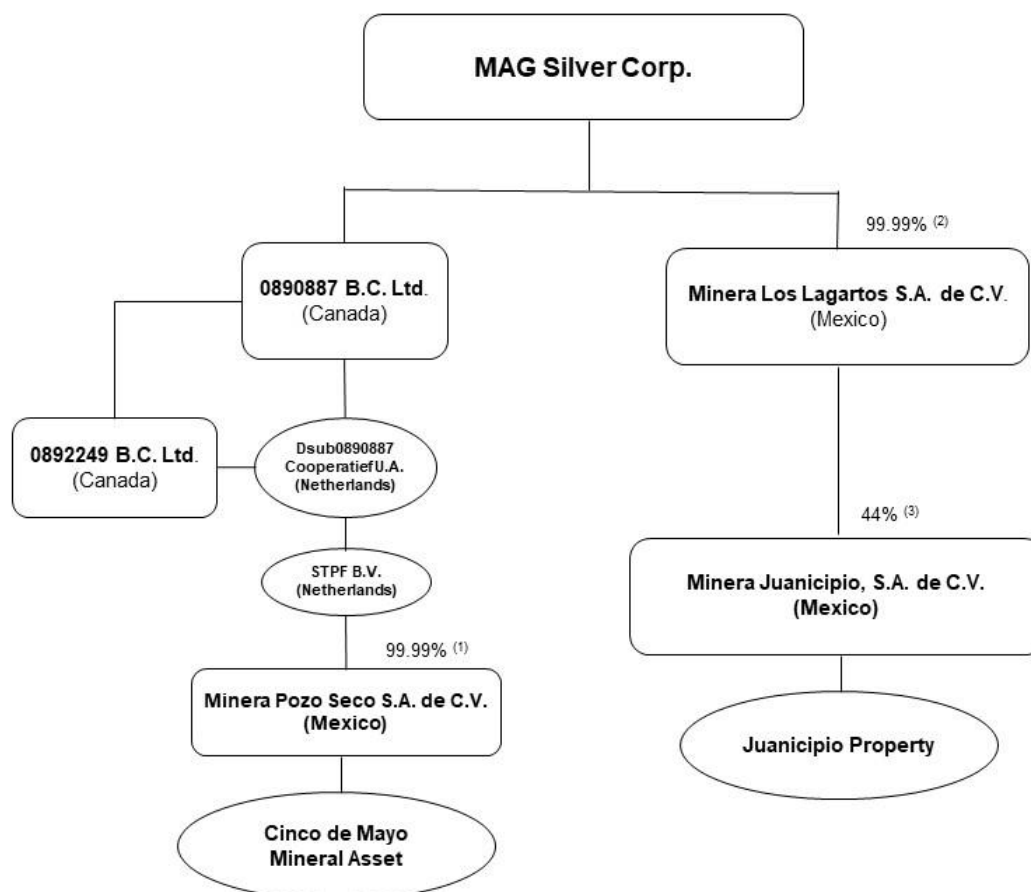 MAG Silver Corp.
99.99% (2)
0890887 B.C. Ltd.
(Canada)
Minera Los Lagartos S.A. de C.V.
(Mexico)
0892249 B.C. Ltd.
(Canada)
Dsub0890887
Cooperatief U.A.
(Netherlands)
44% (3)
STPF B.V.
(Netherlands)
Minera Juanicipio, S.A. de C.V.
(Mexico)
99.99% (1)
Minera Pozo Seco S.A. de C.V.
(Mexico)
Juanicipio Property
Cinco de Mayo
Mineral Asset